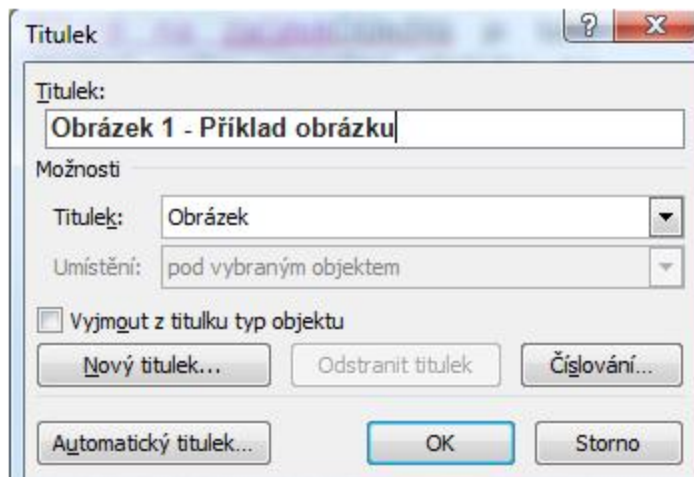 Titulek
Titulek:
Obrázek 1 - Příklad obrázku
Možnosti
Titulek: Obrázek
Umístění: pod vybraným objektem
Vyjmout z titulku typ objektu
Nový titulek... Odstranit titulek Číslování...
Automatický titulek... OK Storno